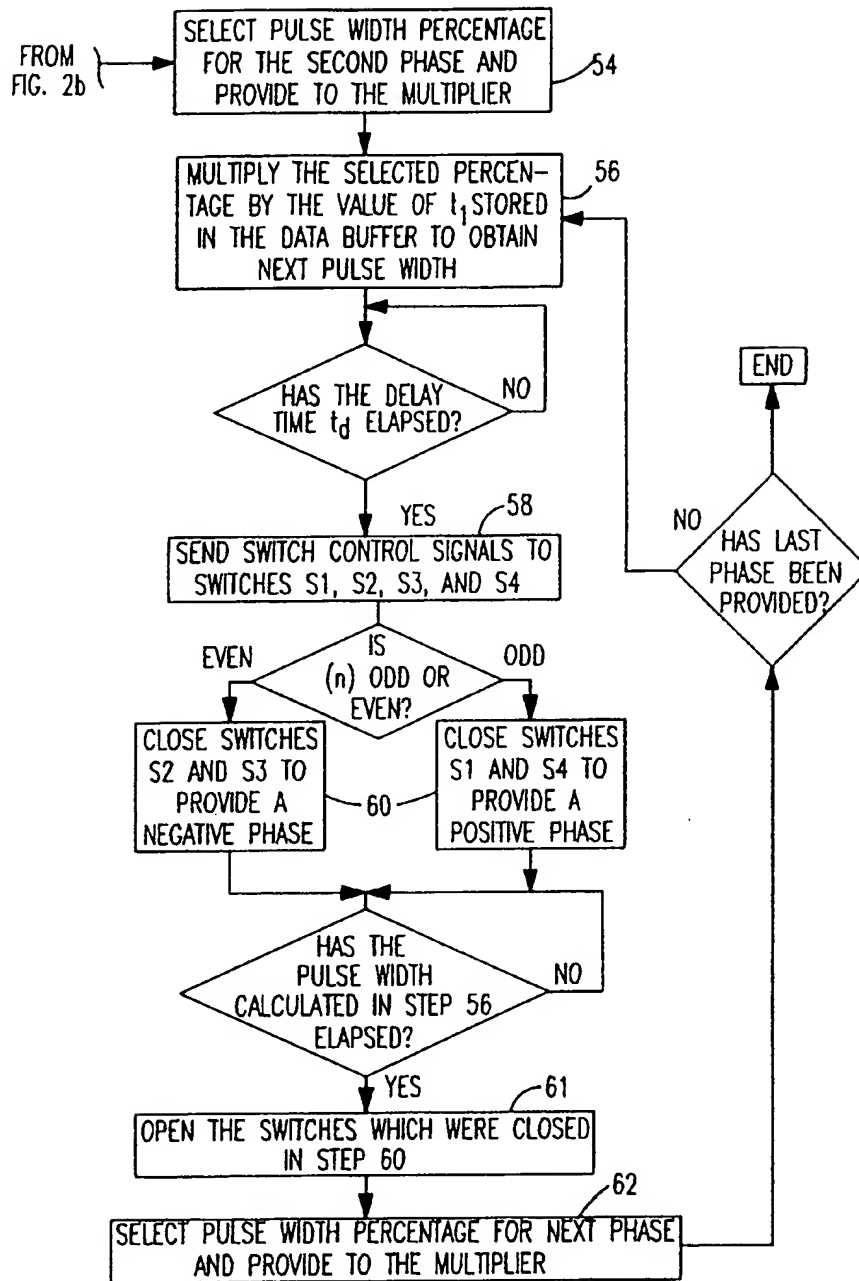 FROM
FIG. 2b
SELECT PULSE WIDTH PERCENTAGE
FOR THE SECOND PHASE AND
PROVIDE TO THE MULTIPLIER
54
MULTIPLY THE SELECTED PERCEN-
TAGE BY THE VALUE OF t1 STORED
IN THE DATA BUFFER TO OBTAIN
NEXT PULSE WIDTH
56
HAS THE DELAY
TIME td ELAPSED?
NO
YES
58
SEND SWITCH CONTROL SIGNALS TO
SWITCHES S1, S2, S3, AND S4
IS
(n) ODD OR
EVEN?
EVEN
ODD
CLOSE SWITCHES
S2 AND S3 TO
PROVIDE A
NEGATIVE PHASE
60
CLOSE SWITCHES
S1 AND S4 TO
PROVIDE A
POSITIVE PHASE
HAS THE
PULSE WIDTH
CALCULATED IN STEP 56
ELAPSED?
NO
YES
61
OPEN THE SWITCHES WHICH WERE CLOSED
IN STEP 60
62
SELECT PULSE WIDTH PERCENTAGE FOR NEXT PHASE
AND PROVIDE TO THE MULTIPLIER
HAS LAST
PHASE BEEN
PROVIDED?
NO
END